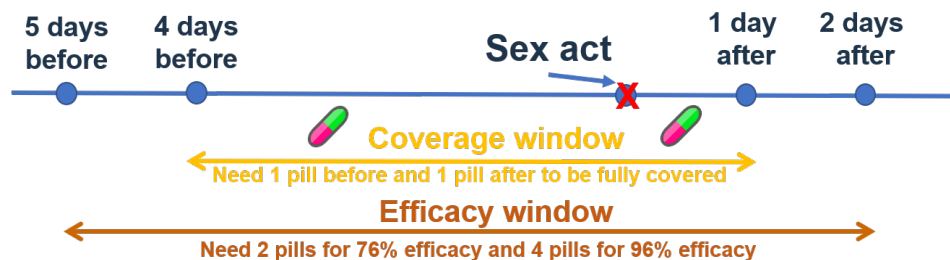 5 days
before
4 days
before
Sex act
1 day
after
2 days
after
Coverage window
Need 1 pill before and 1 pill after to be fully covered
Efficacy window
Need 2 pills for 76% efficacy and 4 pills for 96% efficacy